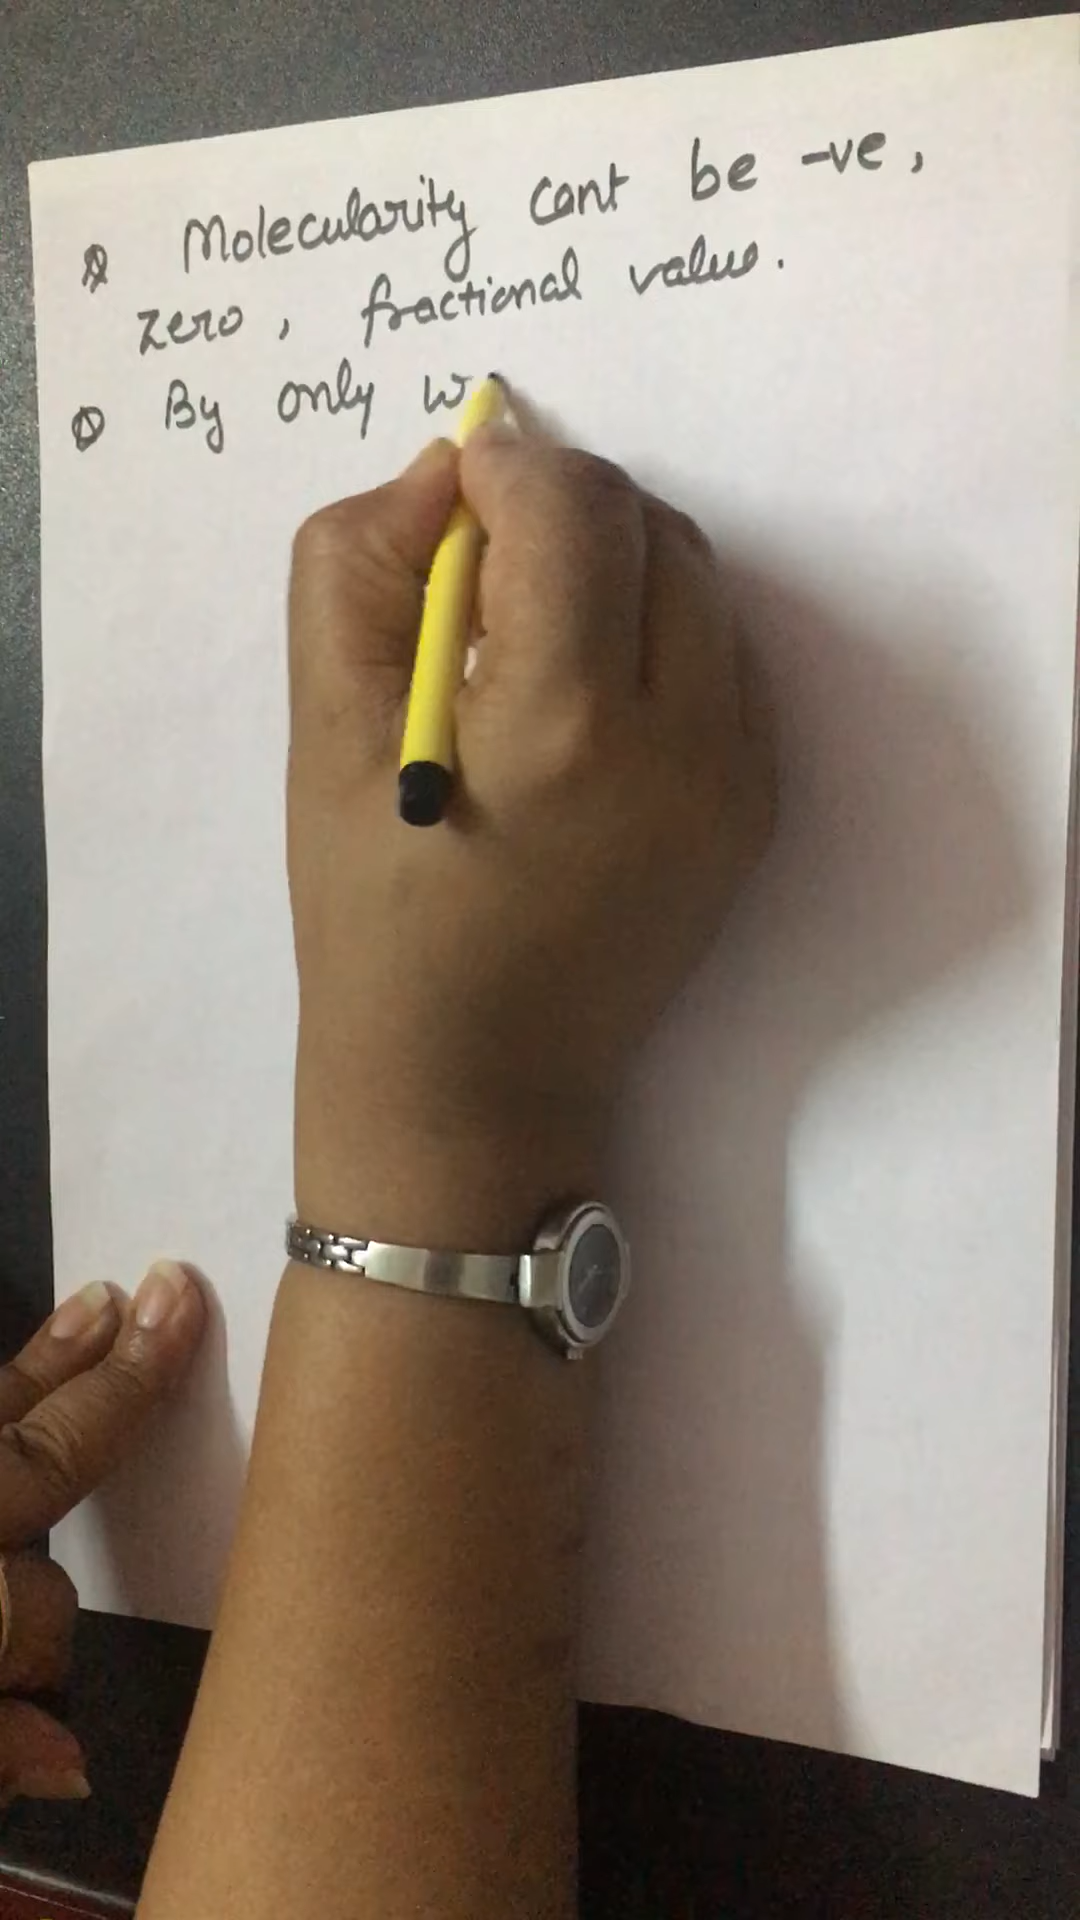 Molecularity cant be -ve,
zero, fractional value.
By only w